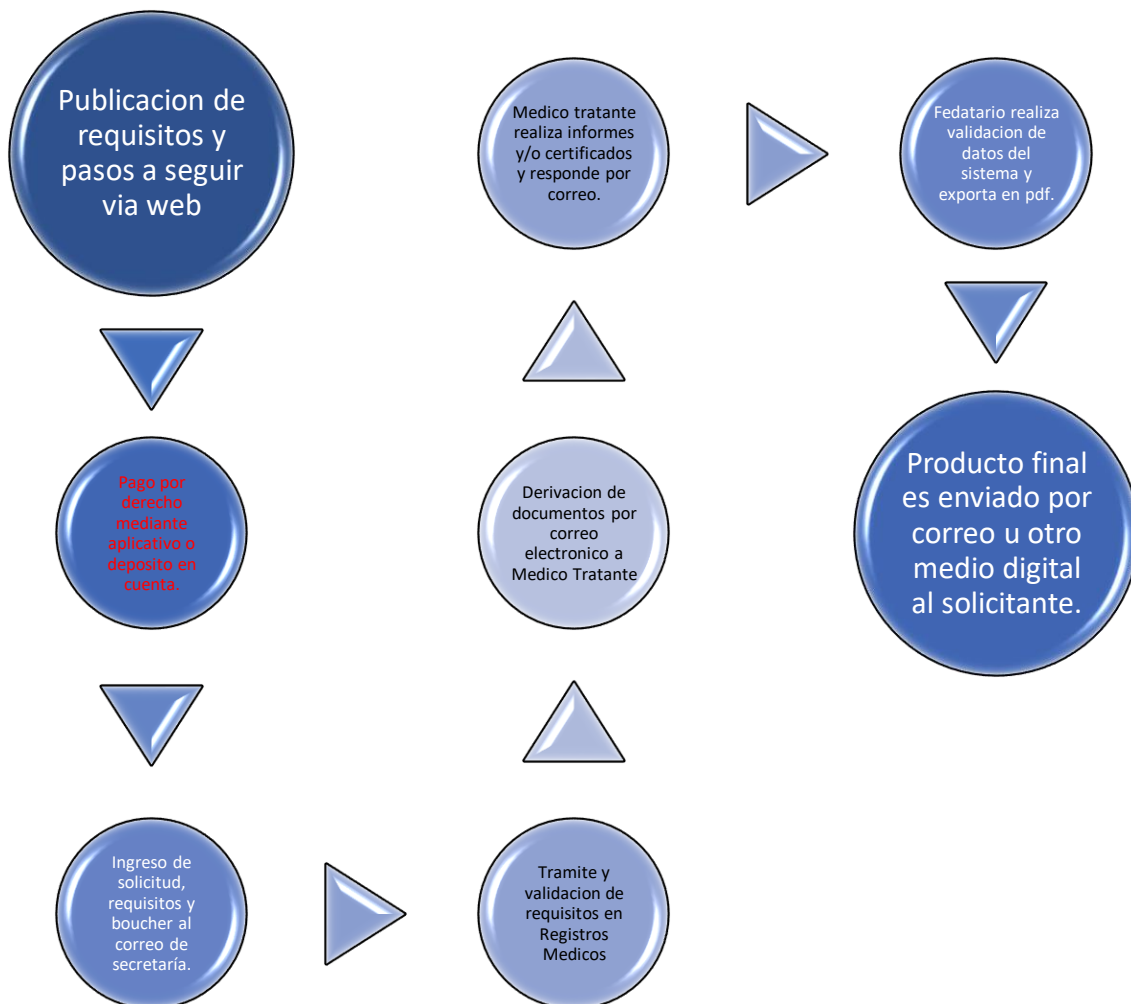 Publicacion de
requisitos y
pasos a seguir
via web
Pago por
derecho
mediante
aplicativo o
deposito en
cuenta.
Ingreso de
solicitud,
requisitos y
boucher al
correo de
secretaría.
Tramite y
validacion de
requisitos en
Registros
Medicos
Derivacion de
documentos por
correo
electronico a
Medico Tratante
Medico tratante
realiza informes
y/o certificados
y responde por
correo.
Fedatario realiza
validacion de
datos del
sistema y
exporta en pdf.
Producto final
es enviado por
correo u otro
medio digital
al solicitante.